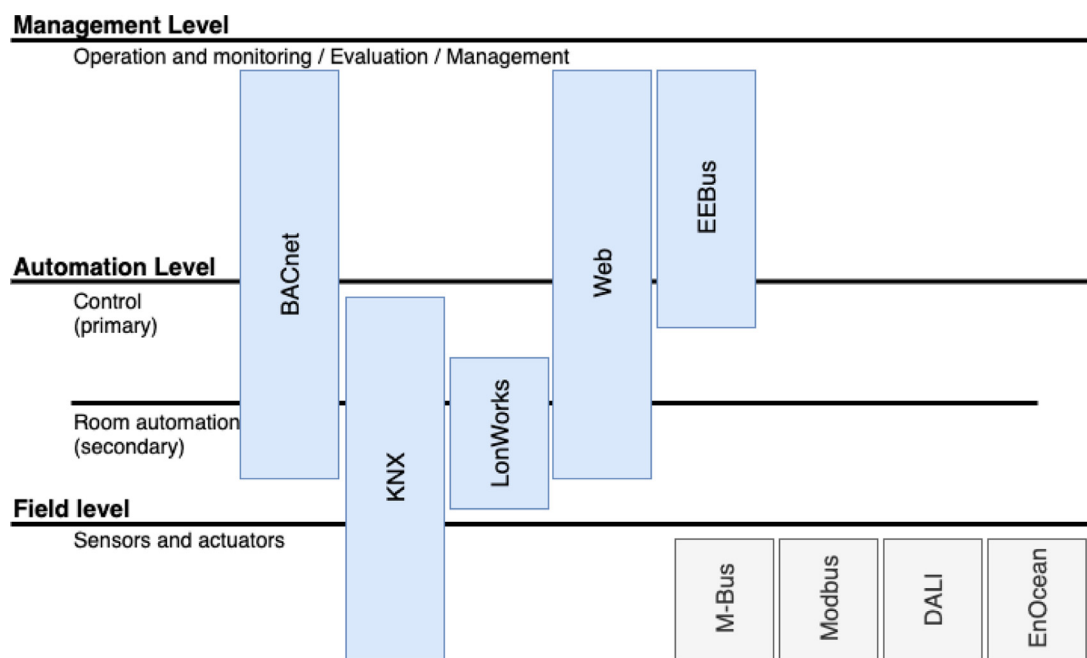 Management Level
Operation and monitoring / Evaluation / Management
BACnet
Web
EEBus
Automation Level
Control
(primary)
KNX
LonWorks
Room automation
(secondary)
Field level
Sensors and actuators
M-Bus
Modbus
DALI
EnOcean